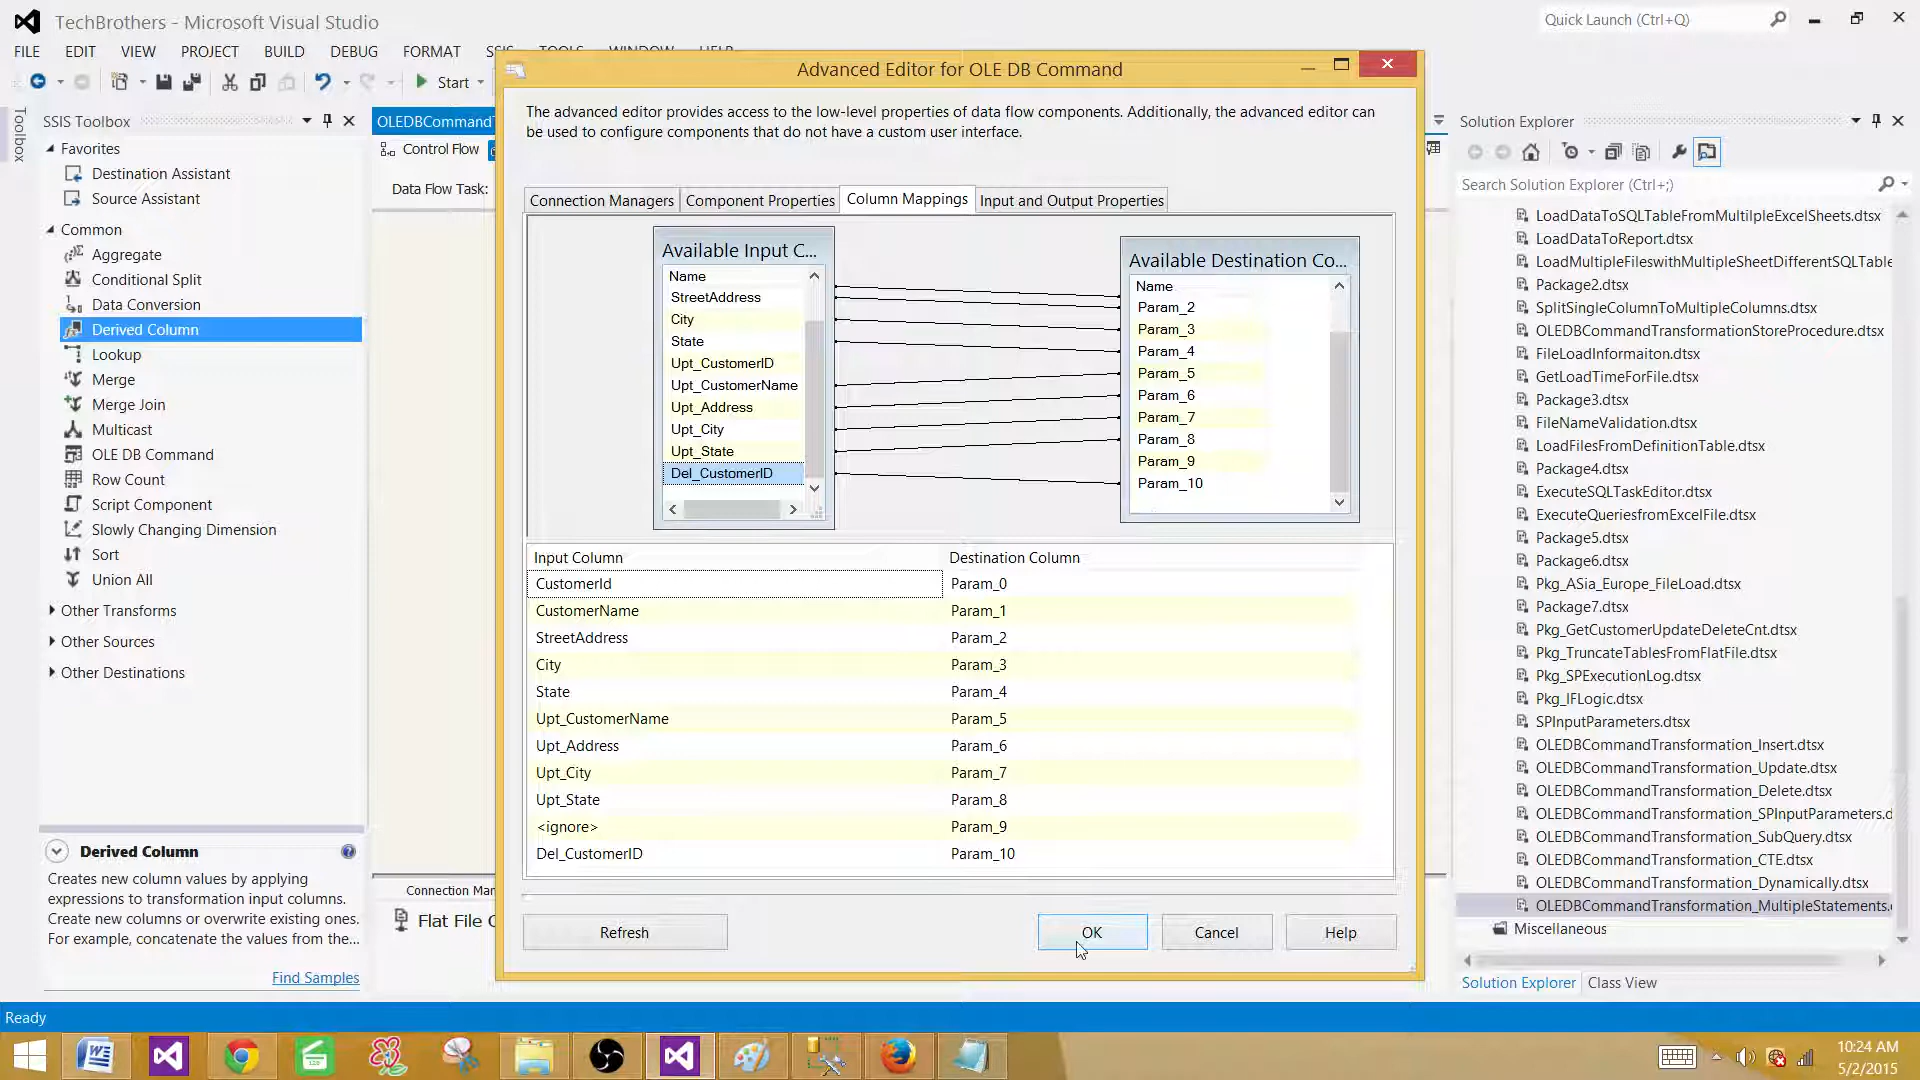 TechBrothers - Microsoft Visual Studio
Quick Launch (Ctrl+Q)
FILE EDIT VIEW PROJECT BUILD DEBUG FORMAT SSIS TOOLS WINDOW HELP
Start
Advanced Editor for OLE DB Command
The advanced editor provides access to the low-level properties of data flow components. Additionally, the advanced editor can
be used to configure components that do not have a custom user interface.
Connection Managers
Component Properties
Column Mappings
Input and Output Properties
Available Input C...
Name
StreetAddress
City
State
Upt_CustomerID
Upt_CustomerName
Upt_Address
Upt_City
Upt_State
Del_CustomerID
Available Destination Co...
Name
Param_2
Param_3
Param_4
Param_5
Param_6
Param_7
Param_8
Param_9
Param_10
Input Column Destination Column
CustomerId Param_0
CustomerName Param_1
StreetAddress Param_2
City Param_3
State Param_4
Upt_CustomerName Param_5
Upt_Address Param_6
Upt_City Param_7
Upt_State Param_8
<ignore> Param_9
Del_CustomerID Param_10
Refresh
OK
Cancel
Help
Toolbox
SSIS Toolbox
Favorites
Destination Assistant
Source Assistant
Common
Aggregate
Conditional Split
Data Conversion
Derived Column
Lookup
Merge
Merge Join
Multicast
OLE DB Command
Row Count
Script Component
Slowly Changing Dimension
Sort
Union All
Other Transforms
Other Sources
Other Destinations
Derived Column
Creates new column values by applying
expressions to transformation input columns.
Create new columns or overwrite existing ones.
For example, concatenate the values from the...
Find Samples
OLEDBCommandT
Control Flow
Data Flow Task:
Connection Mar
Flat File C
Solution Explorer
Search Solution Explorer (Ctrl+;)
LoadDataToSQLTableFromMultilpleExcelSheets.dtsx
LoadDataToReport.dtsx
LoadMultipleFileswithMultipleSheetDifferentSQLTable
Package2.dtsx
SplitSingleColumnToMultipleColumns.dtsx
OLEDBCommandTransformationStoreProcedure.dtsx
FileLoadInformaiton.dtsx
GetLoadTimeForFile.dtsx
Package3.dtsx
FileNameValidation.dtsx
LoadFilesFromDefinitionTable.dtsx
Package4.dtsx
ExecuteSQLTaskEditor.dtsx
ExecuteQueriesfromExcelFile.dtsx
Package5.dtsx
Package6.dtsx
Pkg_ASia_Europe_FileLoad.dtsx
Package7.dtsx
Pkg_GetCustomerUpdateDeleteCnt.dtsx
Pkg_TruncateTablesFromFlatFile.dtsx
Pkg_SPExecutionLog.dtsx
Pkg_IFLogic.dtsx
SPInputParameters.dtsx
OLEDBCommandTransformation_Insert.dtsx
OLEDBCommandTransformation_Update.dtsx
OLEDBCommandTransformation_Delete.dtsx
OLEDBCommandTransformation_SPInputParameters.d
OLEDBCommandTransformation_SubQuery.dtsx
OLEDBCommandTransformation_CTE.dtsx
OLEDBCommandTransformation_Dynamically.dtsx
OLEDBCommandTransformation_MultipleStatements.
Miscellaneous
Solution Explorer Class View
Ready
10:24 AM
5/2/2015